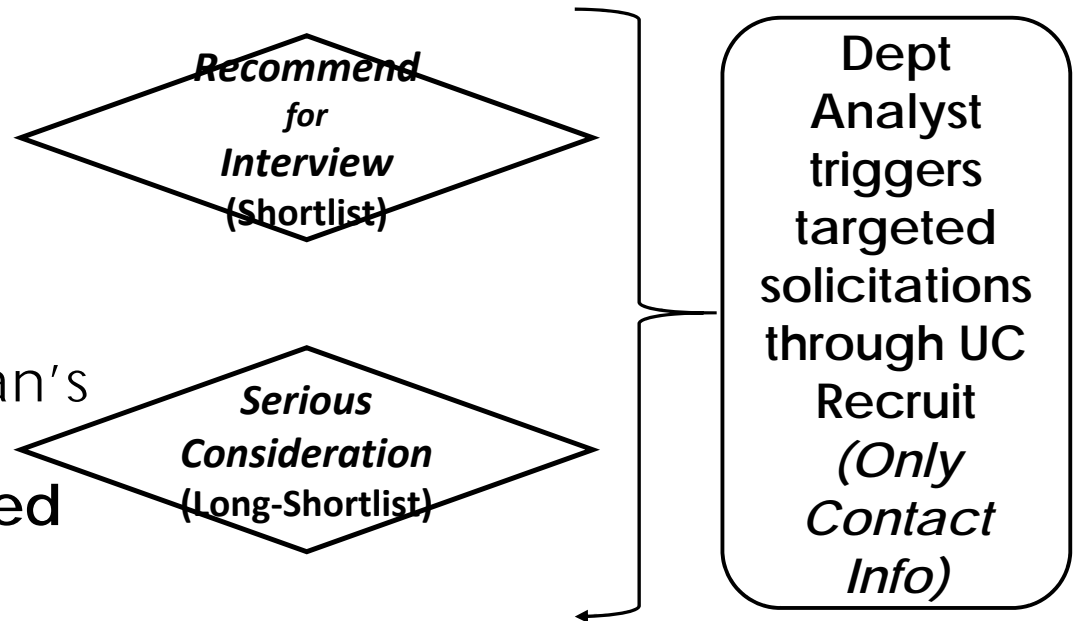 Recommend
for
Interview
(Shortlist)
an's
ed
Serious
Consideration
(Long-Shortlist)
Dept
Analyst
triggers
targeted
solicitations
through UC
Recruit
(Only
Contact
Info)